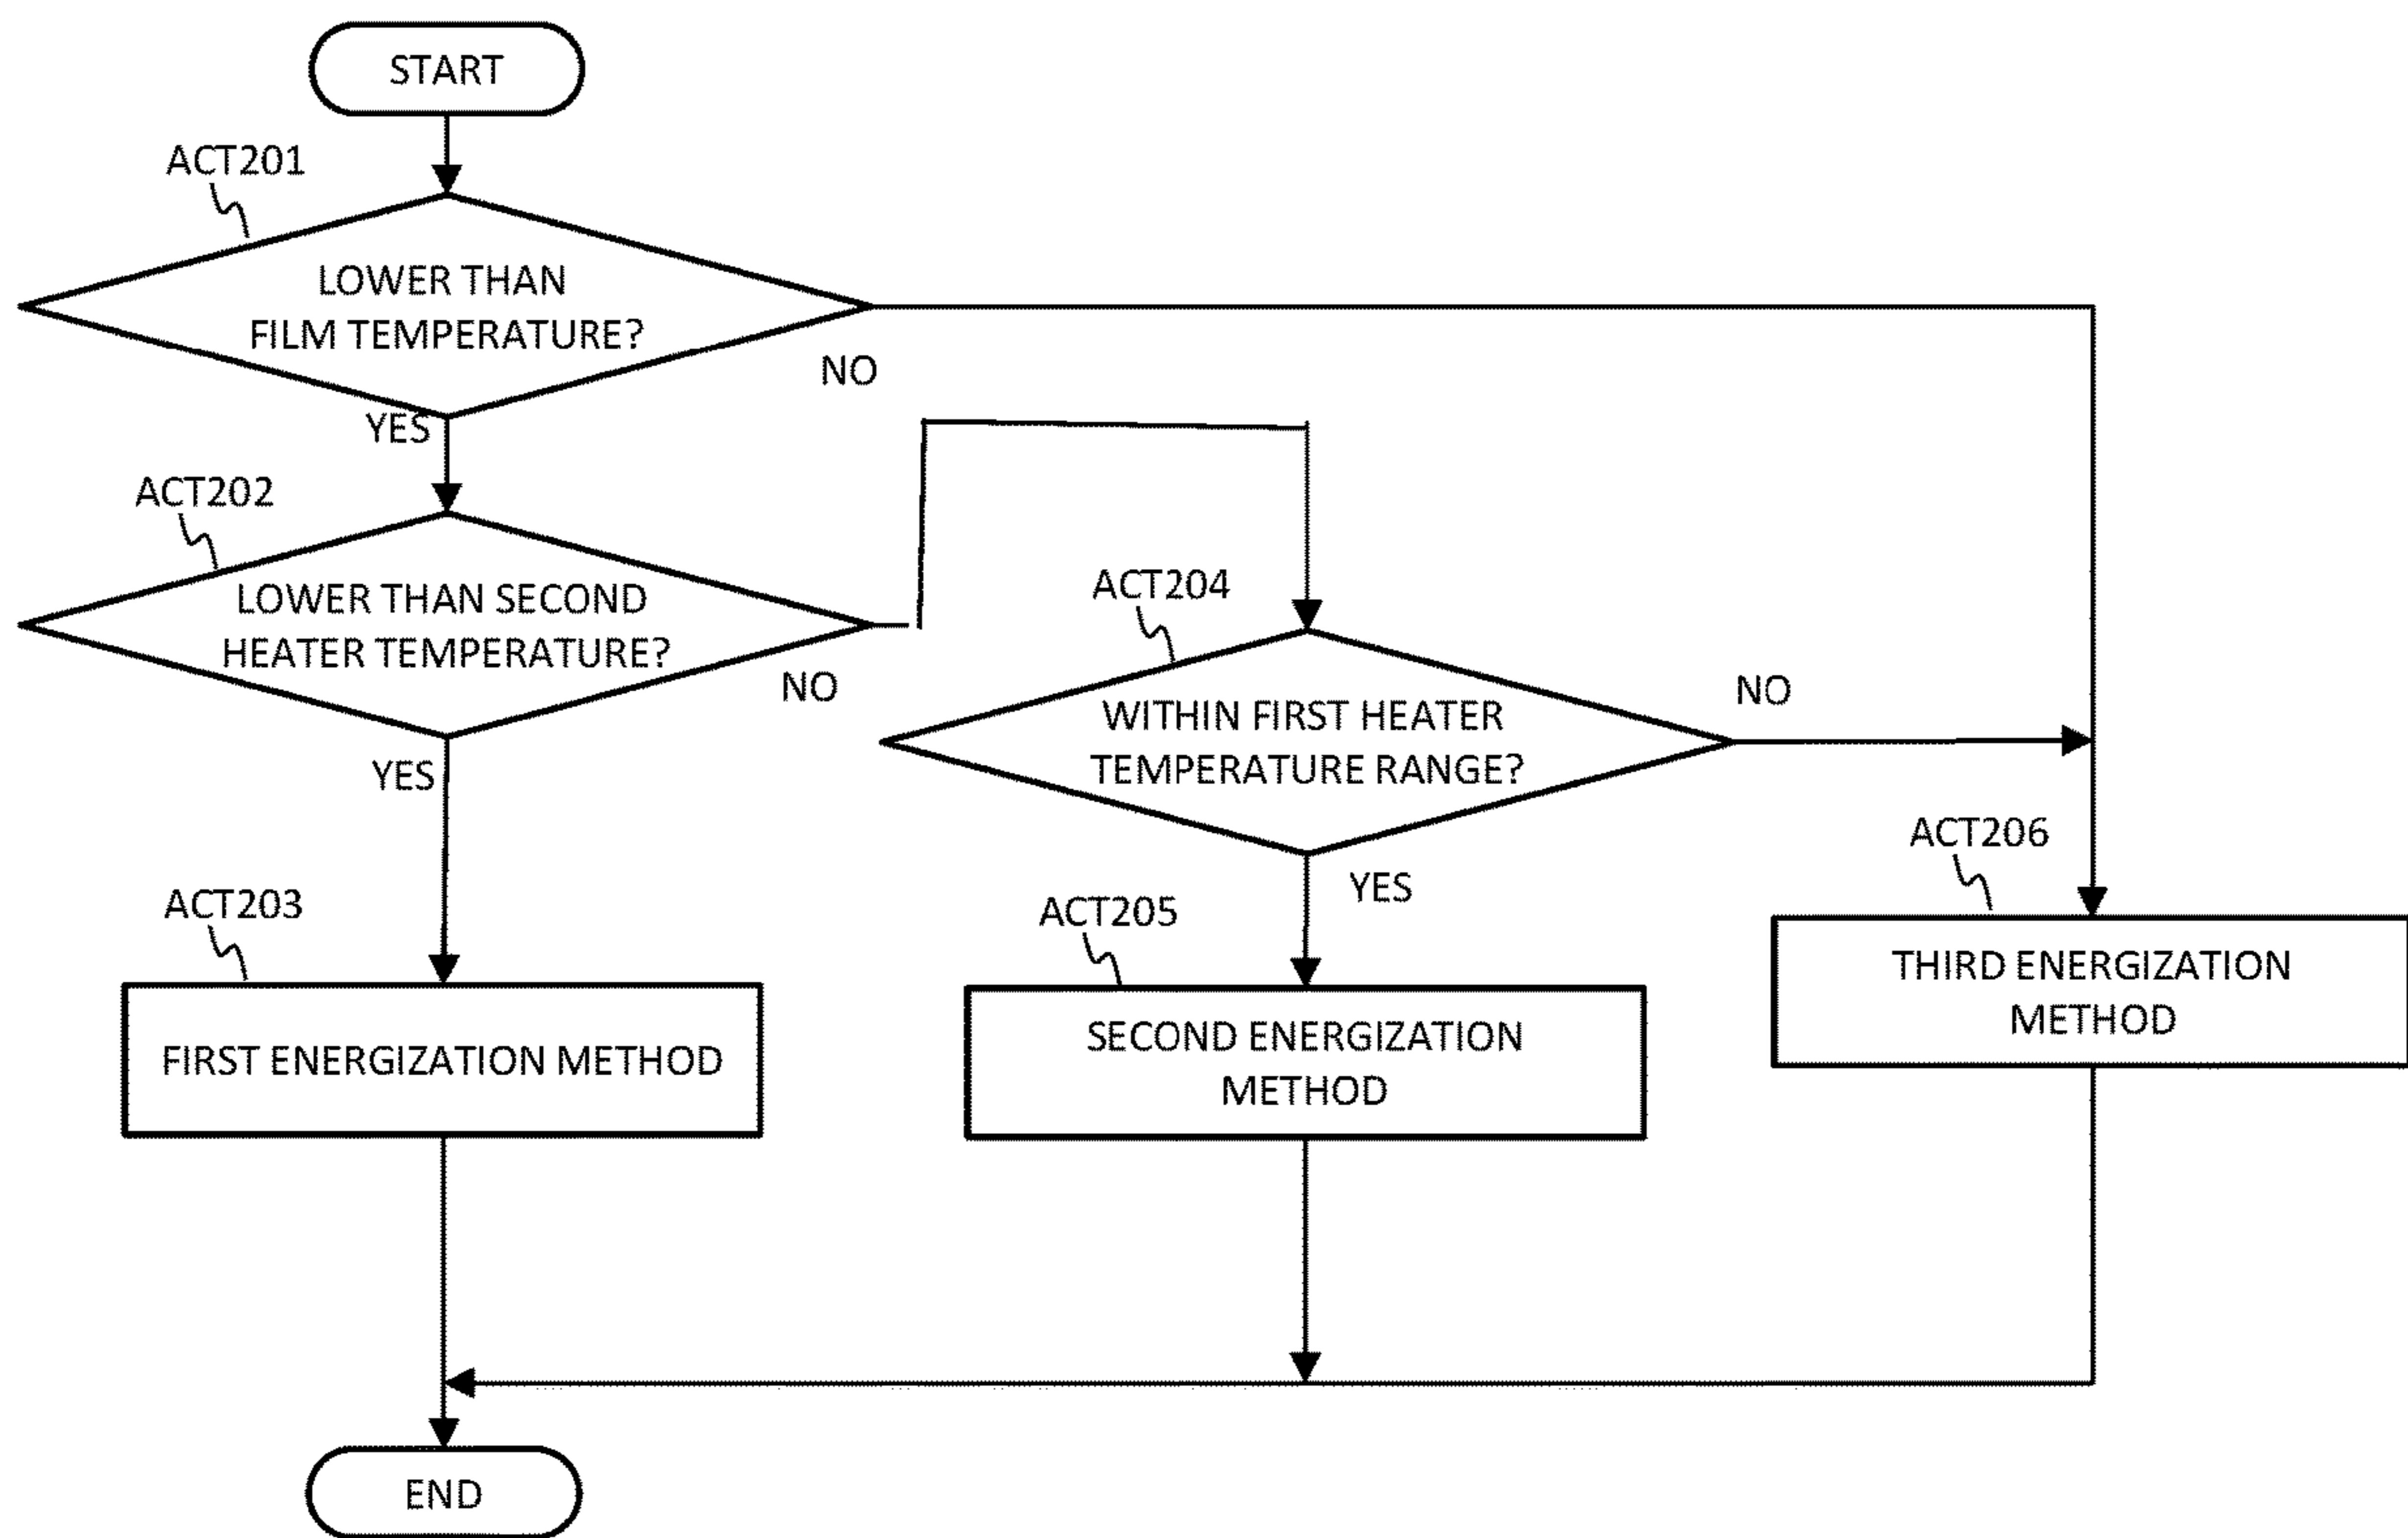 START
ACT201
LOWER THAN
FILM TEMPERATURE?
NO
YES
ACT202
LOWER THAN SECOND
HEATER TEMPERATURE?
NO
YES
ACT204
WITHIN FIRST HEATER
TEMPERATURE RANGE?
NO
YES
ACT203
FIRST ENERGIZATION METHOD
ACT205
SECOND ENERGIZATION
METHOD
ACT206
THIRD ENERGIZATION
METHOD
END